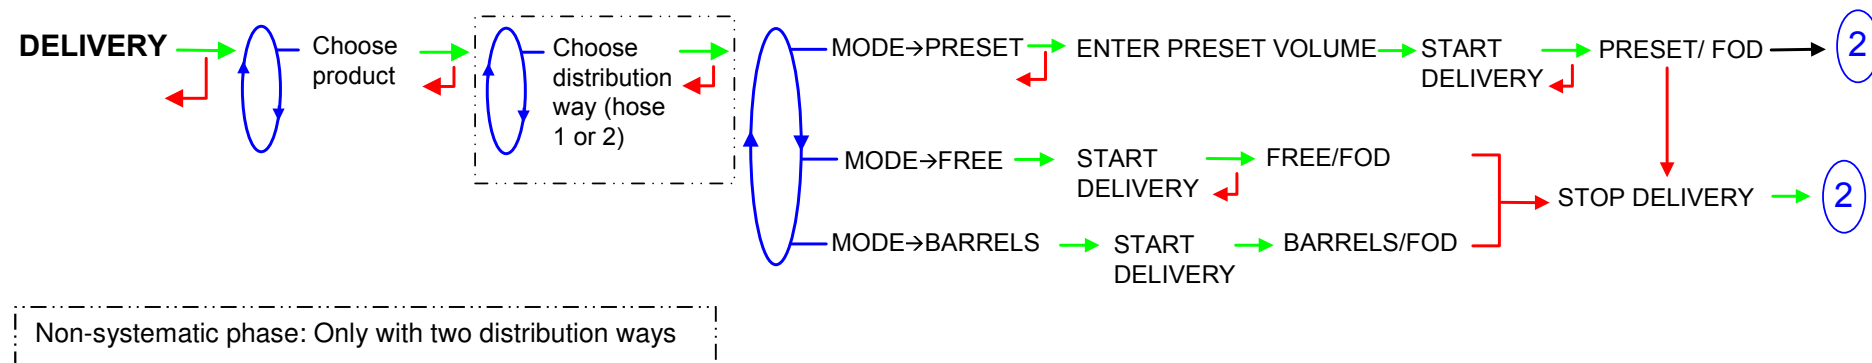 DELIVERY
Choose
product
Choose
distribution
way (hose
1 or 2)
MODE→PRESET
ENTER PRESET VOLUME
START
DELIVERY
PRESET/ FOD
2
MODE→FREE
START
DELIVERY
FREE/FOD
STOP DELIVERY
2
MODE→BARRELS
START
DELIVERY
BARRELS/FOD
Non-systematic phase: Only with two distribution ways